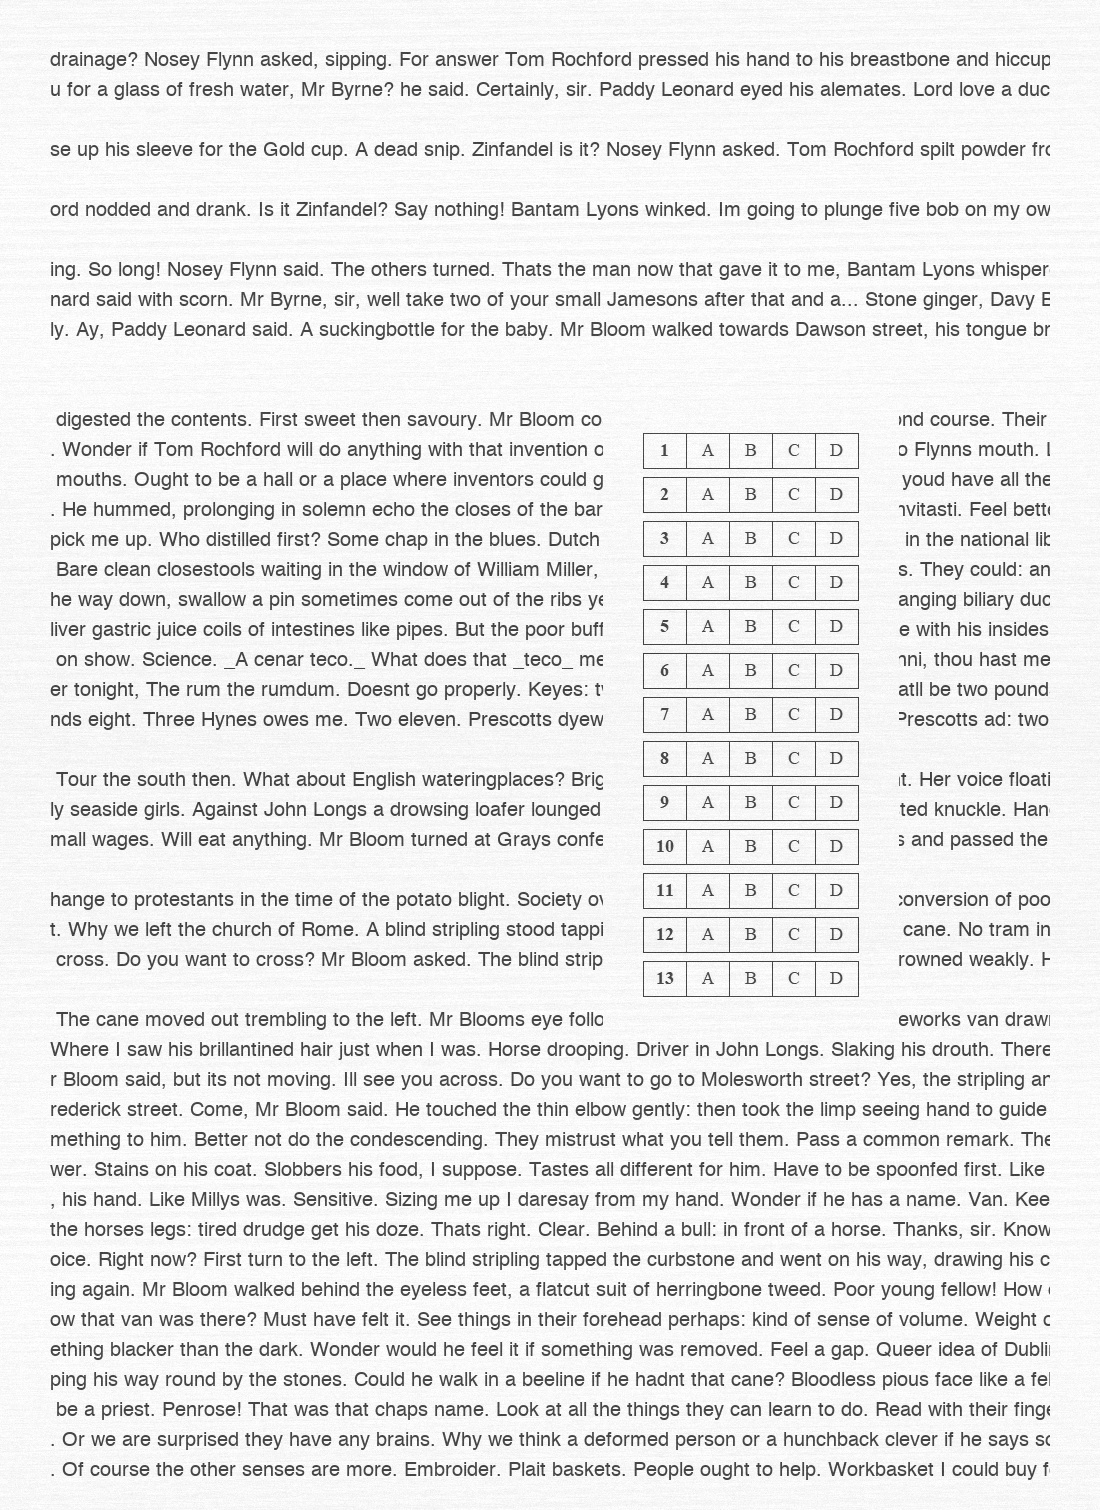 drainage? Nosey Flynn asked, sipping. For answer Tom Rochford pressed his hand to his breastbone and hiccup
u for a glass of fresh water, Mr Byrne? he said. Certainly, sir. Paddy Leonard eyed his alemates. Lord love a duc
se up his sleeve for the Gold cup. A dead snip. Zinfandel is it? Nosey Flynn asked. Tom Rochford spilt powder fro
ord nodded and drank. Is it Zinfandel? Say nothing! Bantam Lyons winked. Im going to plunge five bob on my ow
ing. So long! Nosey Flynn said. The others turned. Thats the man now that gave it to me, Bantam Lyons whisper
nard said with scorn. Mr Byrne, sir, well take two of your small Jamesons after that and a... Stone ginger, Davy B
ly. Ay, Paddy Leonard said. A suckingbottle for the baby. Mr Bloom walked towards Dawson street, his tongue br
digested the contents. First sweet then savoury. Mr Bloom co ond course. Their
. Wonder if Tom Rochford will do anything with that invention o o Flynns mouth. L
mouths. Ought to be a hall or a place where inventors could g youd have all the
. He hummed, prolonging in solemn echo the closes of the bar nvitasti. Feel bette
pick me up. Who distilled first? Some chap in the blues. Dutch in the national lib
Bare clean closestools waiting in the window of William Miller, s. They could: an
he way down, swallow a pin sometimes come out of the ribs ye anging biliary duc
liver gastric juice coils of intestines like pipes. But the poor buff e with his insides
on show. Science. _A cenar teco._ What does that _teco_ me nni, thou hast me
er tonight, The rum the rumdum. Doesnt go properly. Keyes: tw atll be two pound
nds eight. Three Hynes owes me. Two eleven. Prescotts dyew Prescotts ad: two
Tour the south then. What about English wateringplaces? Brig t. Her voice floati
ly seaside girls. Against John Longs a drowsing loafer lounged ted knuckle. Han
mall wages. Will eat anything. Mr Bloom turned at Grays confe s and passed the
hange to protestants in the time of the potato blight. Society ov conversion of poo
t. Why we left the church of Rome. A blind stripling stood tappi cane. No tram in
cross. Do you want to cross? Mr Bloom asked. The blind strip rowned weakly. H
The cane moved out trembling to the left. Mr Blooms eye follo eworks van drawn
1 A B C D
2 A B C D
3 A B C D
4 A B C D
5 A B C D
6 A B C D
7 A B C D
8 A B C D
9 A B C D
10 A B C D
11 A B C D
12 A B C D
13 A B C D
Where I saw his brillantined hair just when I was. Horse drooping. Driver in John Longs. Slaking his drouth. There
r Bloom said, but its not moving. Ill see you across. Do you want to go to Molesworth street? Yes, the stripling an
rederick street. Come, Mr Bloom said. He touched the thin elbow gently: then took the limp seeing hand to guide
mething to him. Better not do the condescending. They mistrust what you tell them. Pass a common remark. The
wer. Stains on his coat. Slobbers his food, I suppose. Tastes all different for him. Have to be spoonfed first. Like
, his hand. Like Millys was. Sensitive. Sizing me up I daresay from my hand. Wonder if he has a name. Van. Kee
the horses legs: tired drudge get his doze. Thats right. Clear. Behind a bull: in front of a horse. Thanks, sir. Know
oice. Right now? First turn to the left. The blind stripling tapped the curbstone and went on his way, drawing his c
ing again. Mr Bloom walked behind the eyeless feet, a flatcut suit of herringbone tweed. Poor young fellow! How
ow that van was there? Must have felt it. See things in their forehead perhaps: kind of sense of volume. Weight o
ething blacker than the dark. Wonder would he feel it if something was removed. Feel a gap. Queer idea of Dubli
ping his way round by the stones. Could he walk in a beeline if he hadnt that cane? Bloodless pious face like a fel
be a priest. Penrose! That was that chaps name. Look at all the things they can learn to do. Read with their finge
. Or we are surprised they have any brains. Why we think a deformed person or a hunchback clever if he says so
. Of course the other senses are more. Embroider. Plait baskets. People ought to help. Workbasket I could buy f